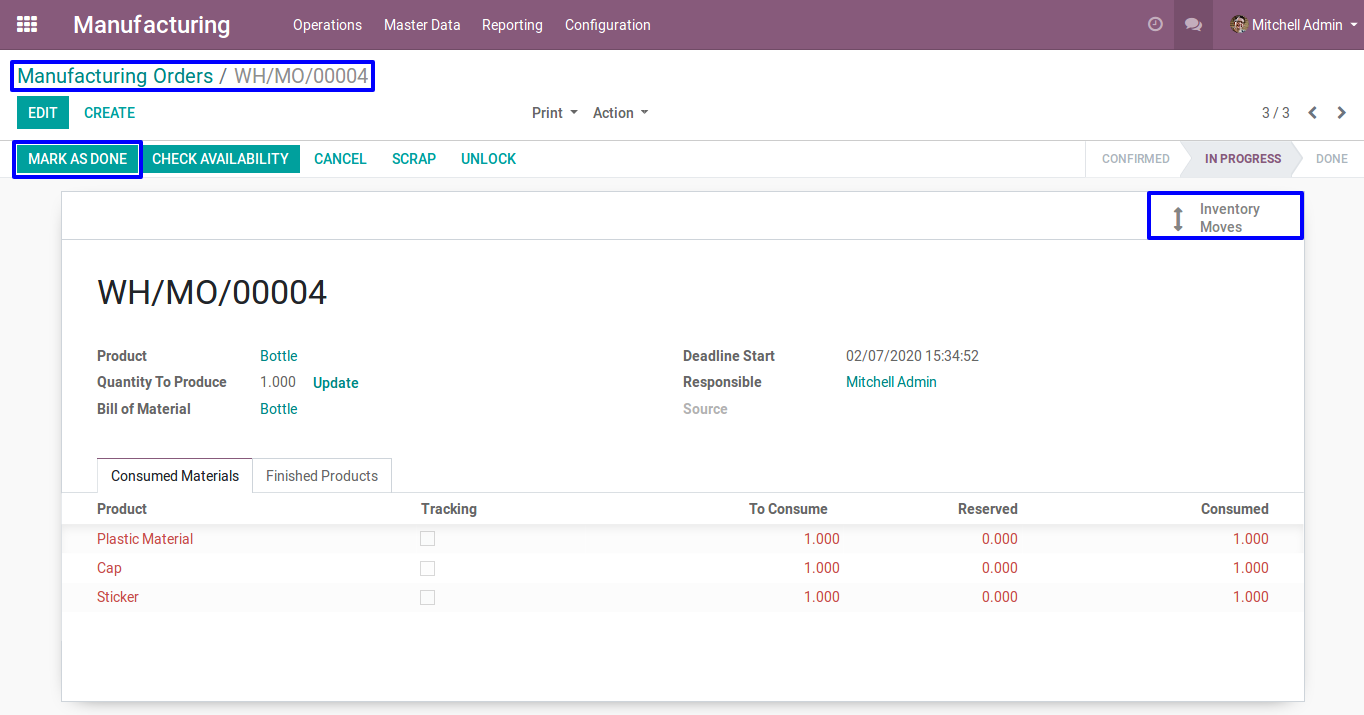 Manufacturing Operations Master Data Reporting Configuration Mitchell Admin
Manufacturing Orders / WH/MO/00004
EDIT CREATE Print Action 3 / 3
MARK AS DONE CHECK AVAILABILITY CANCEL SCRAP UNLOCK CONFIRMED IN PROGRESS DONE
Inventory
Moves
WH/MO/00004
Product Bottle Deadline Start 02/07/2020 15:34:52
Quantity To Produce 1.000 Update Responsible Mitchell Admin
Bill of Material Bottle Source
Consumed Materials Finished Products
Product Tracking To Consume Reserved Consumed
Plastic Material 1.000 0.000 1.000
Cap 1.000 0.000 1.000
Sticker 1.000 0.000 1.000